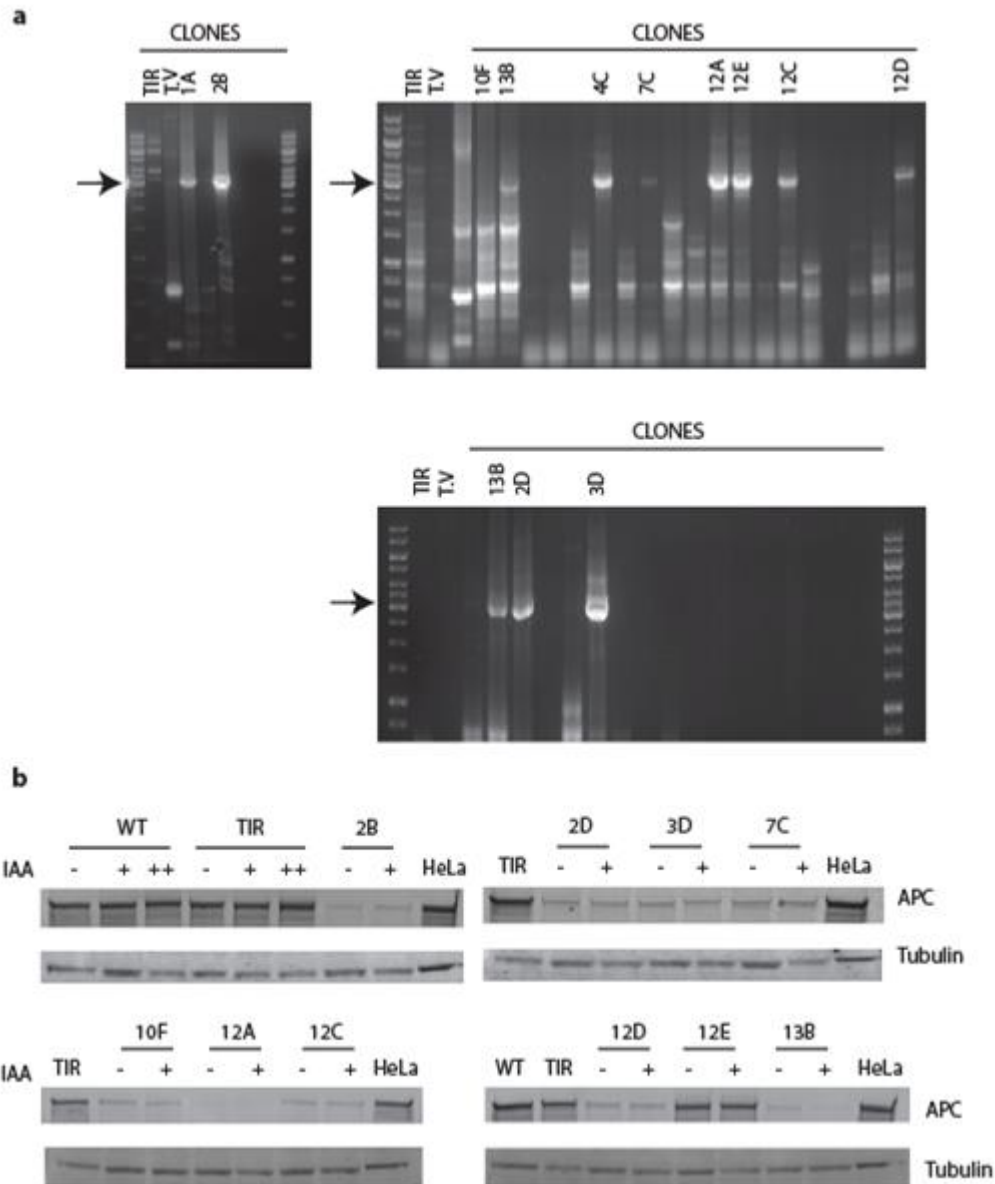 a
CLONES
TIR T.V 1A 2B
CLONES
TIR T.V 10F 13B 4C 7C 12A 12E 12C 12D
CLONES
TIR T.V 13B 2D 3D
b
WT TIR 2B
IAA - + ++ - + ++ - + HeLa
2D 3D 7C
TIR - + - + - + HeLa
APC
Tubulin
10F 12A 12C
IAA TIR - + - + - + HeLa
12D 12E 13B
WT TIR - + - + - + HeLa
APC
Tubulin